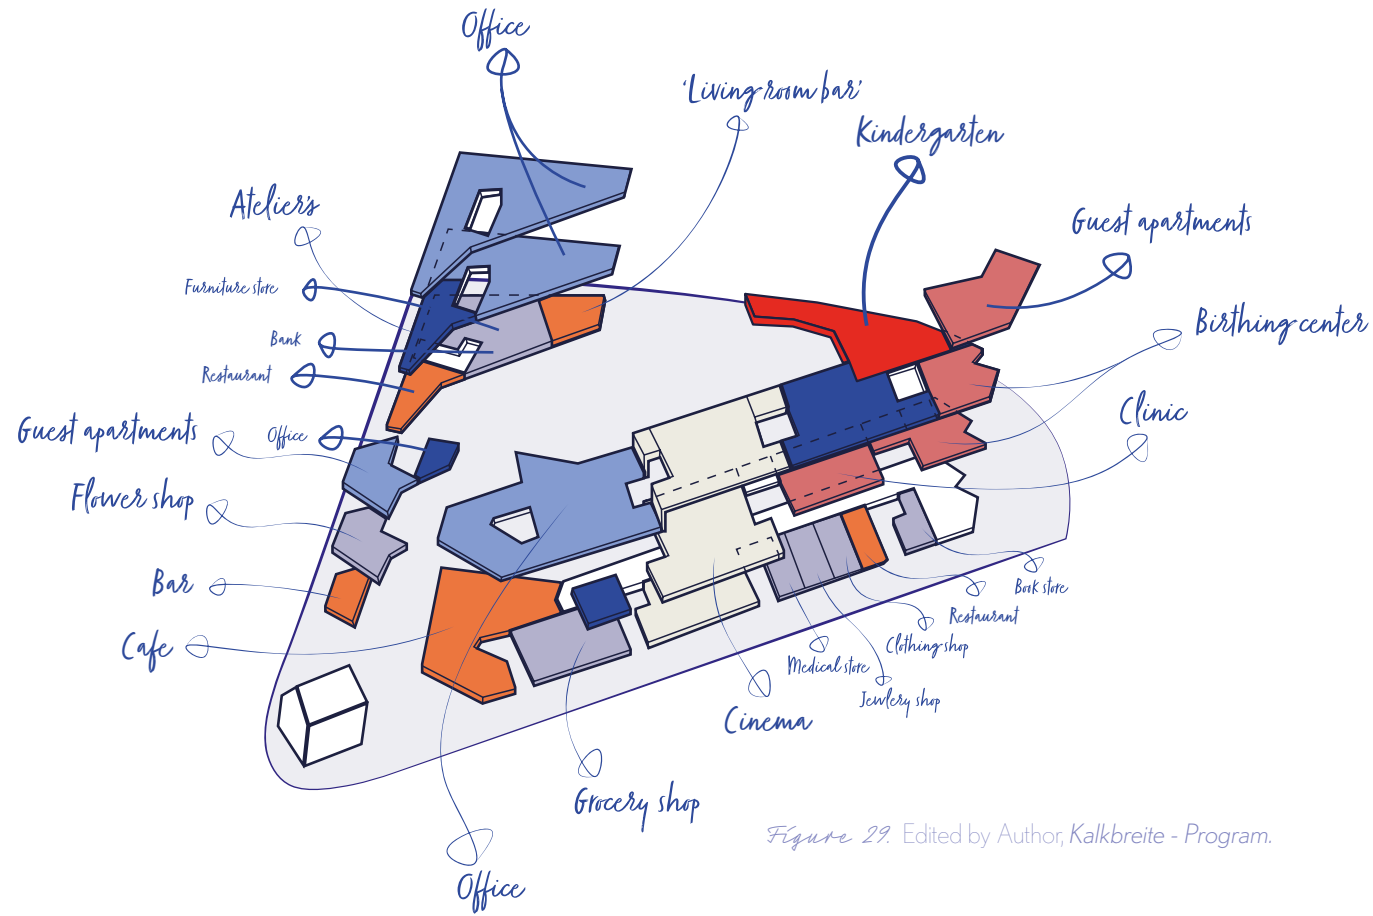 Office
'Living room bar'
Kindergarten
Atelier's
Guest apartments
Furniture store
Birthing center
Bank
Restaurant
Clinic
Guest apartments
Office
Flower shop
Bar
Book store
Restaurant
Cafe
Clothing shop
Medical store
Jewlery shop
Cinema
Grocery shop
Figure 29. Edited by Author, Kalkbreite - Program.
Office